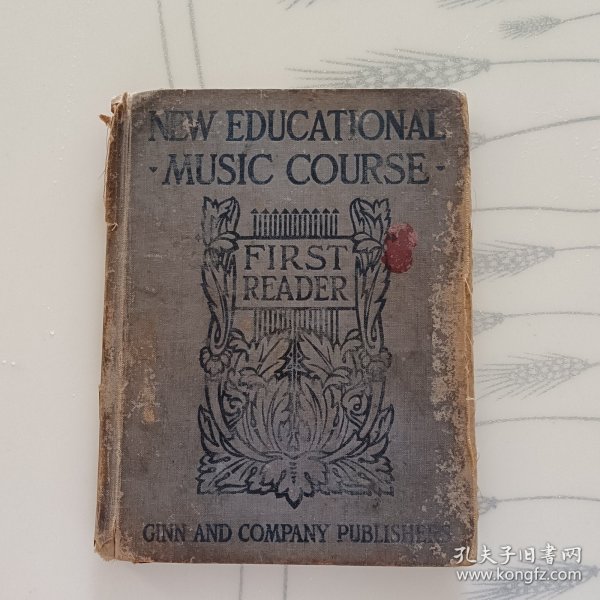 NEW EDUCATIONAL
· MUSIC COURSE ·
FIRST
READER
GINN AND COMPANY PUBLISHERS
孔夫子旧书网
www.kongfz.com